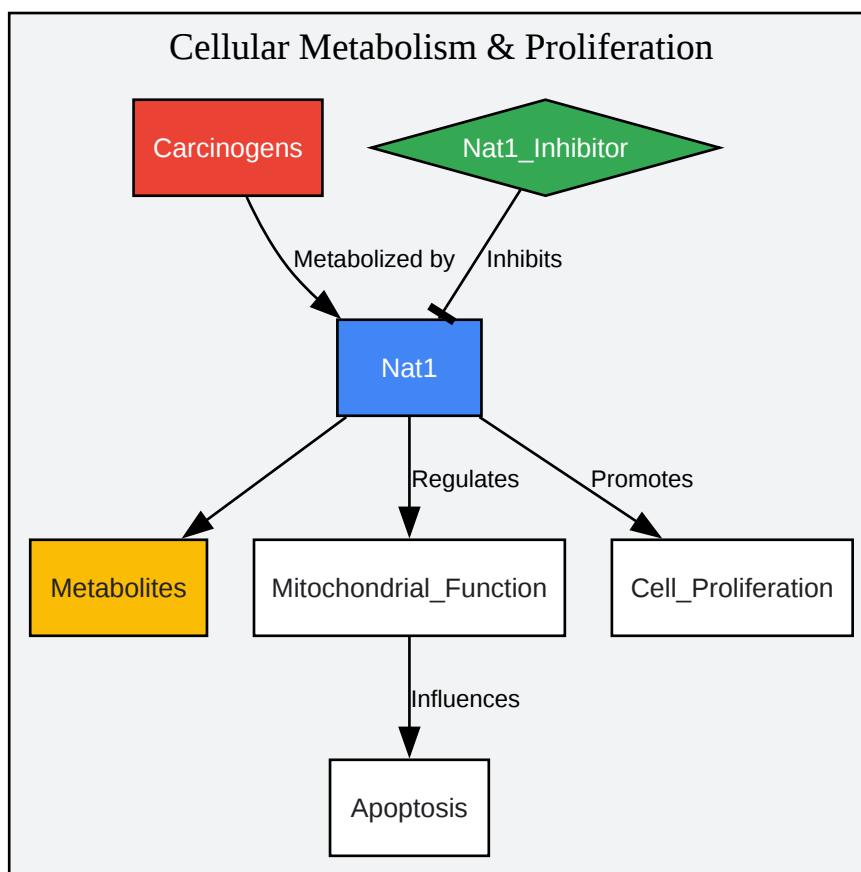 Cellular Metabolism & Proliferation
Carcinogens
Nat1_Inhibitor
Metabolized by
Inhibits
Nat1
Regulates
Promotes
Metabolites
Mitochondrial_Function
Cell_Proliferation
Influences
Apoptosis